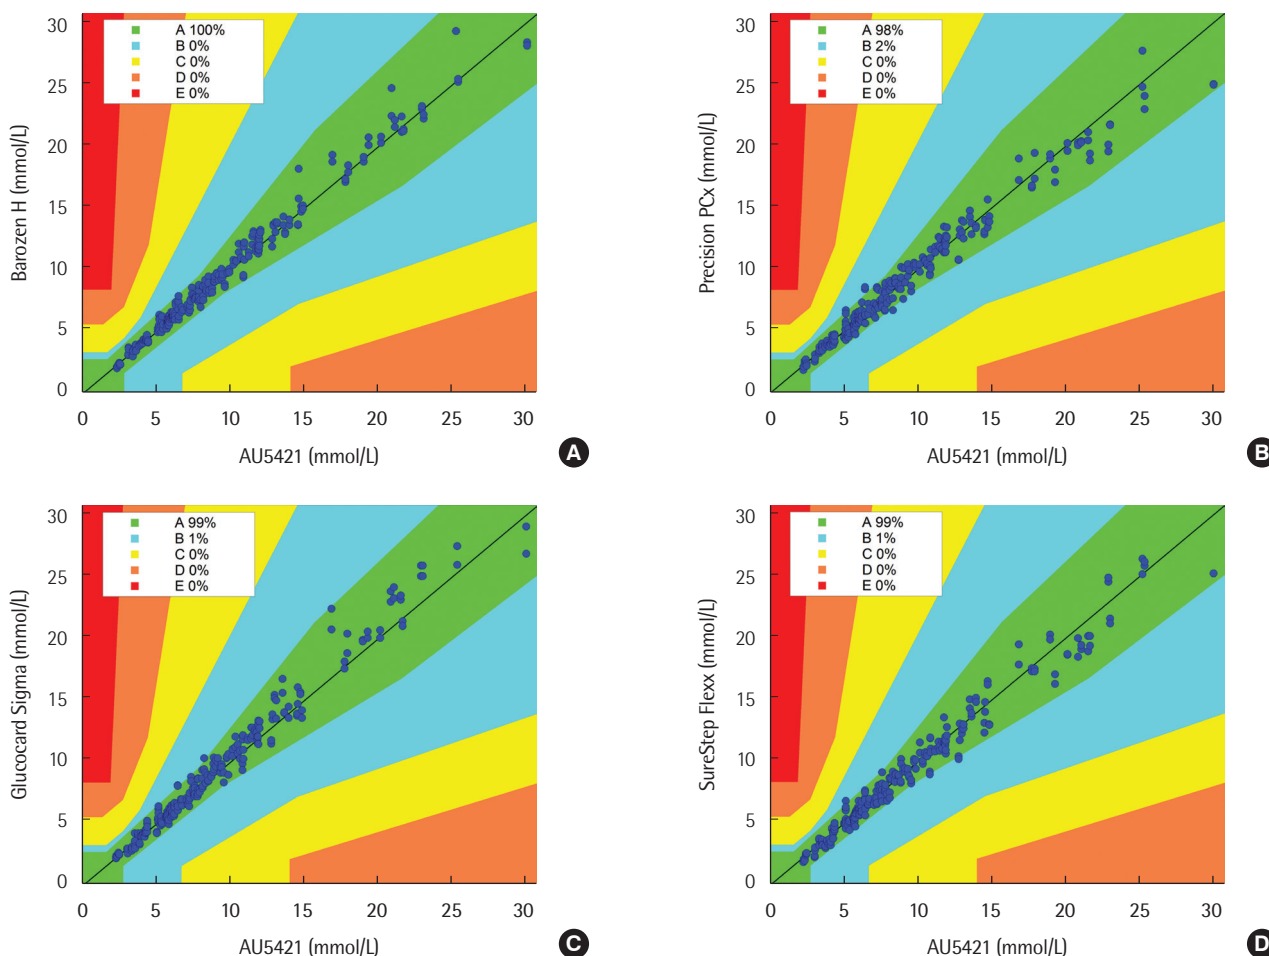 A 100%
B 0%
C 0%
D 0%
E 0%
30
25
20
15
10
5
0
Barozen H (mmol/L)
0 5 10 15 20 25 30
AU5421 (mmol/L)
A
A 98%
B 2%
C 0%
D 0%
E 0%
30
25
20
15
10
5
0
Precision PCx (mmol/L)
0 5 10 15 20 25 30
AU5421 (mmol/L)
B
A 99%
B 1%
C 0%
D 0%
E 0%
30
25
20
15
10
5
0
Glucocard Sigma (mmol/L)
0 5 10 15 20 25 30
AU5421 (mmol/L)
C
A 99%
B 1%
C 0%
D 0%
E 0%
30
25
20
15
10
5
0
SureStep Flexx (mmol/L)
0 5 10 15 20 25 30
AU5421 (mmol/L)
D